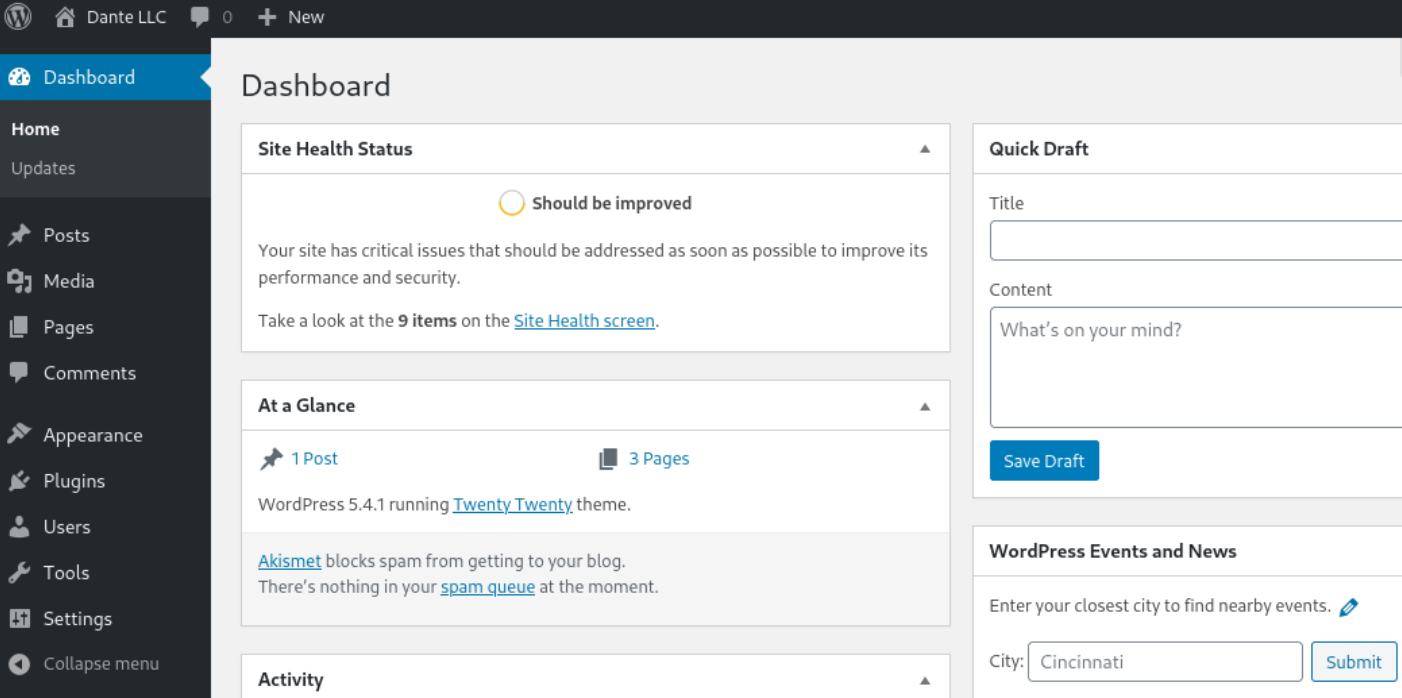 Dante LLC 0 New
Dashboard
Home
Updates
Posts
Media
Pages
Comments
Appearance
Plugins
Users
Tools
Settings
Collapse menu
Dashboard
Site Health Status
Should be improved
Your site has critical issues that should be addressed as soon as possible to improve its
performance and security.
Take a look at the 9 items on the Site Health screen.
At a Glance
1 Post
3 Pages
WordPress 5.4.1 running Twenty Twenty theme.
Akismet blocks spam from getting to your blog.
There's nothing in your spam queue at the moment.
Activity
Quick Draft
Title
Content
What's on your mind?
Save Draft
WordPress Events and News
Enter your closest city to find nearby events.
City: Cincinnati Submit